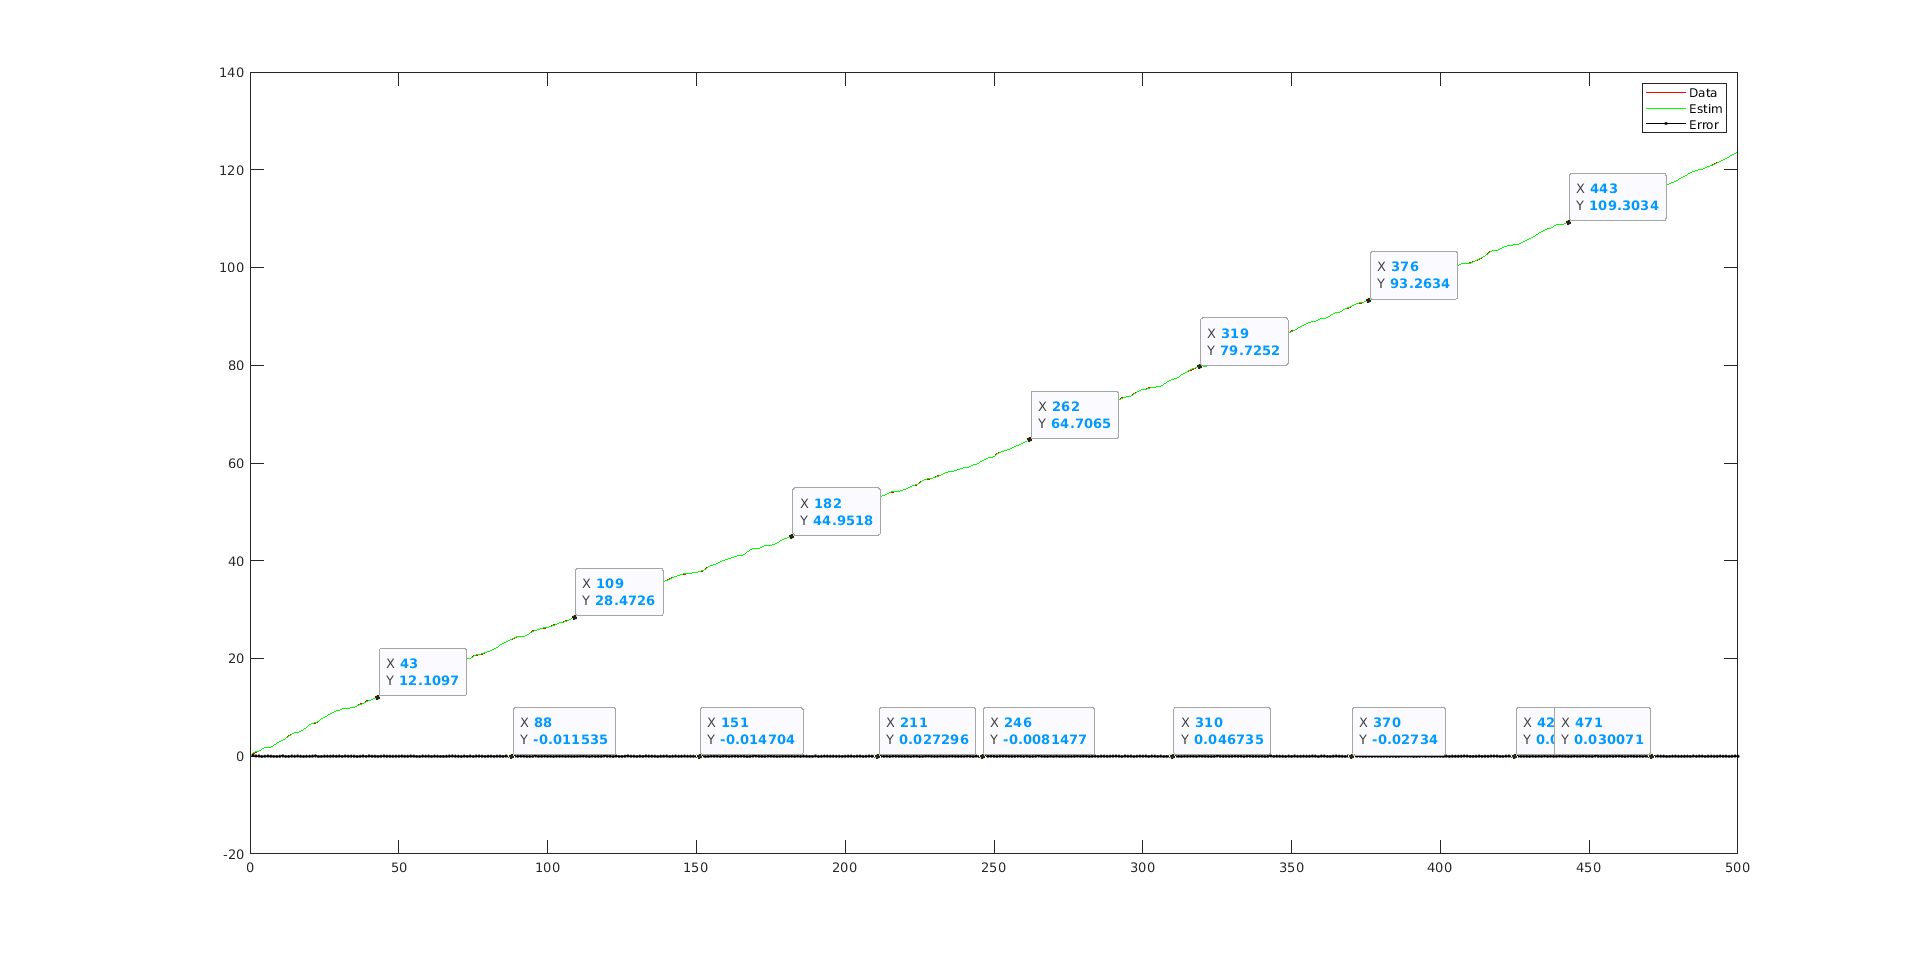 140
120
100
80
60
40
20
0
-20
0
50
100
150
200
250
300
350
400
450
500
Data
Estim
Error
X 443
Y 109.3034
X 376
Y 93.2634
X 319
Y 79.7252
X 262
Y 64.7065
X 182
Y 44.9518
X 109
Y 28.4726
X 43
Y 12.1097
X 88
Y -0.011535
X 151
Y -0.014704
X 211
Y 0.027296
X 246
Y -0.0081477
X 310
Y 0.046735
X 370
Y -0.02734
X
Y
X 471
Y 0.030071